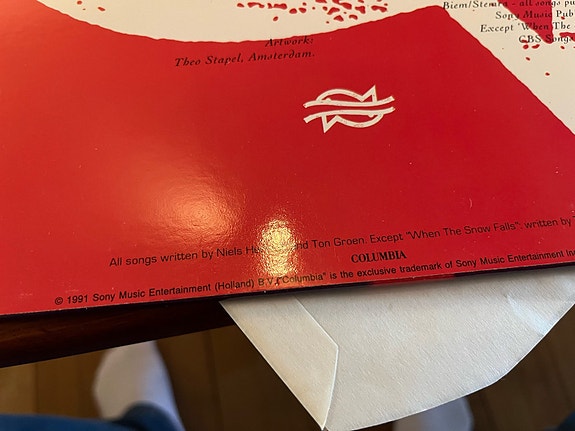 Biem/Stemra - all songs pu
Sony Music Pub
Except 'When The
CBS Songs
Artwork:
Theo Stapel, Amsterdam.
All songs written by Niels and Ton Groen. Except "When The Snow Falls". written by
COLUMBIA
© 1991 Sony Music Entertainment (Holland) B.V./"Columbia" is the exclusive trademark of Sony Music Entertainment In